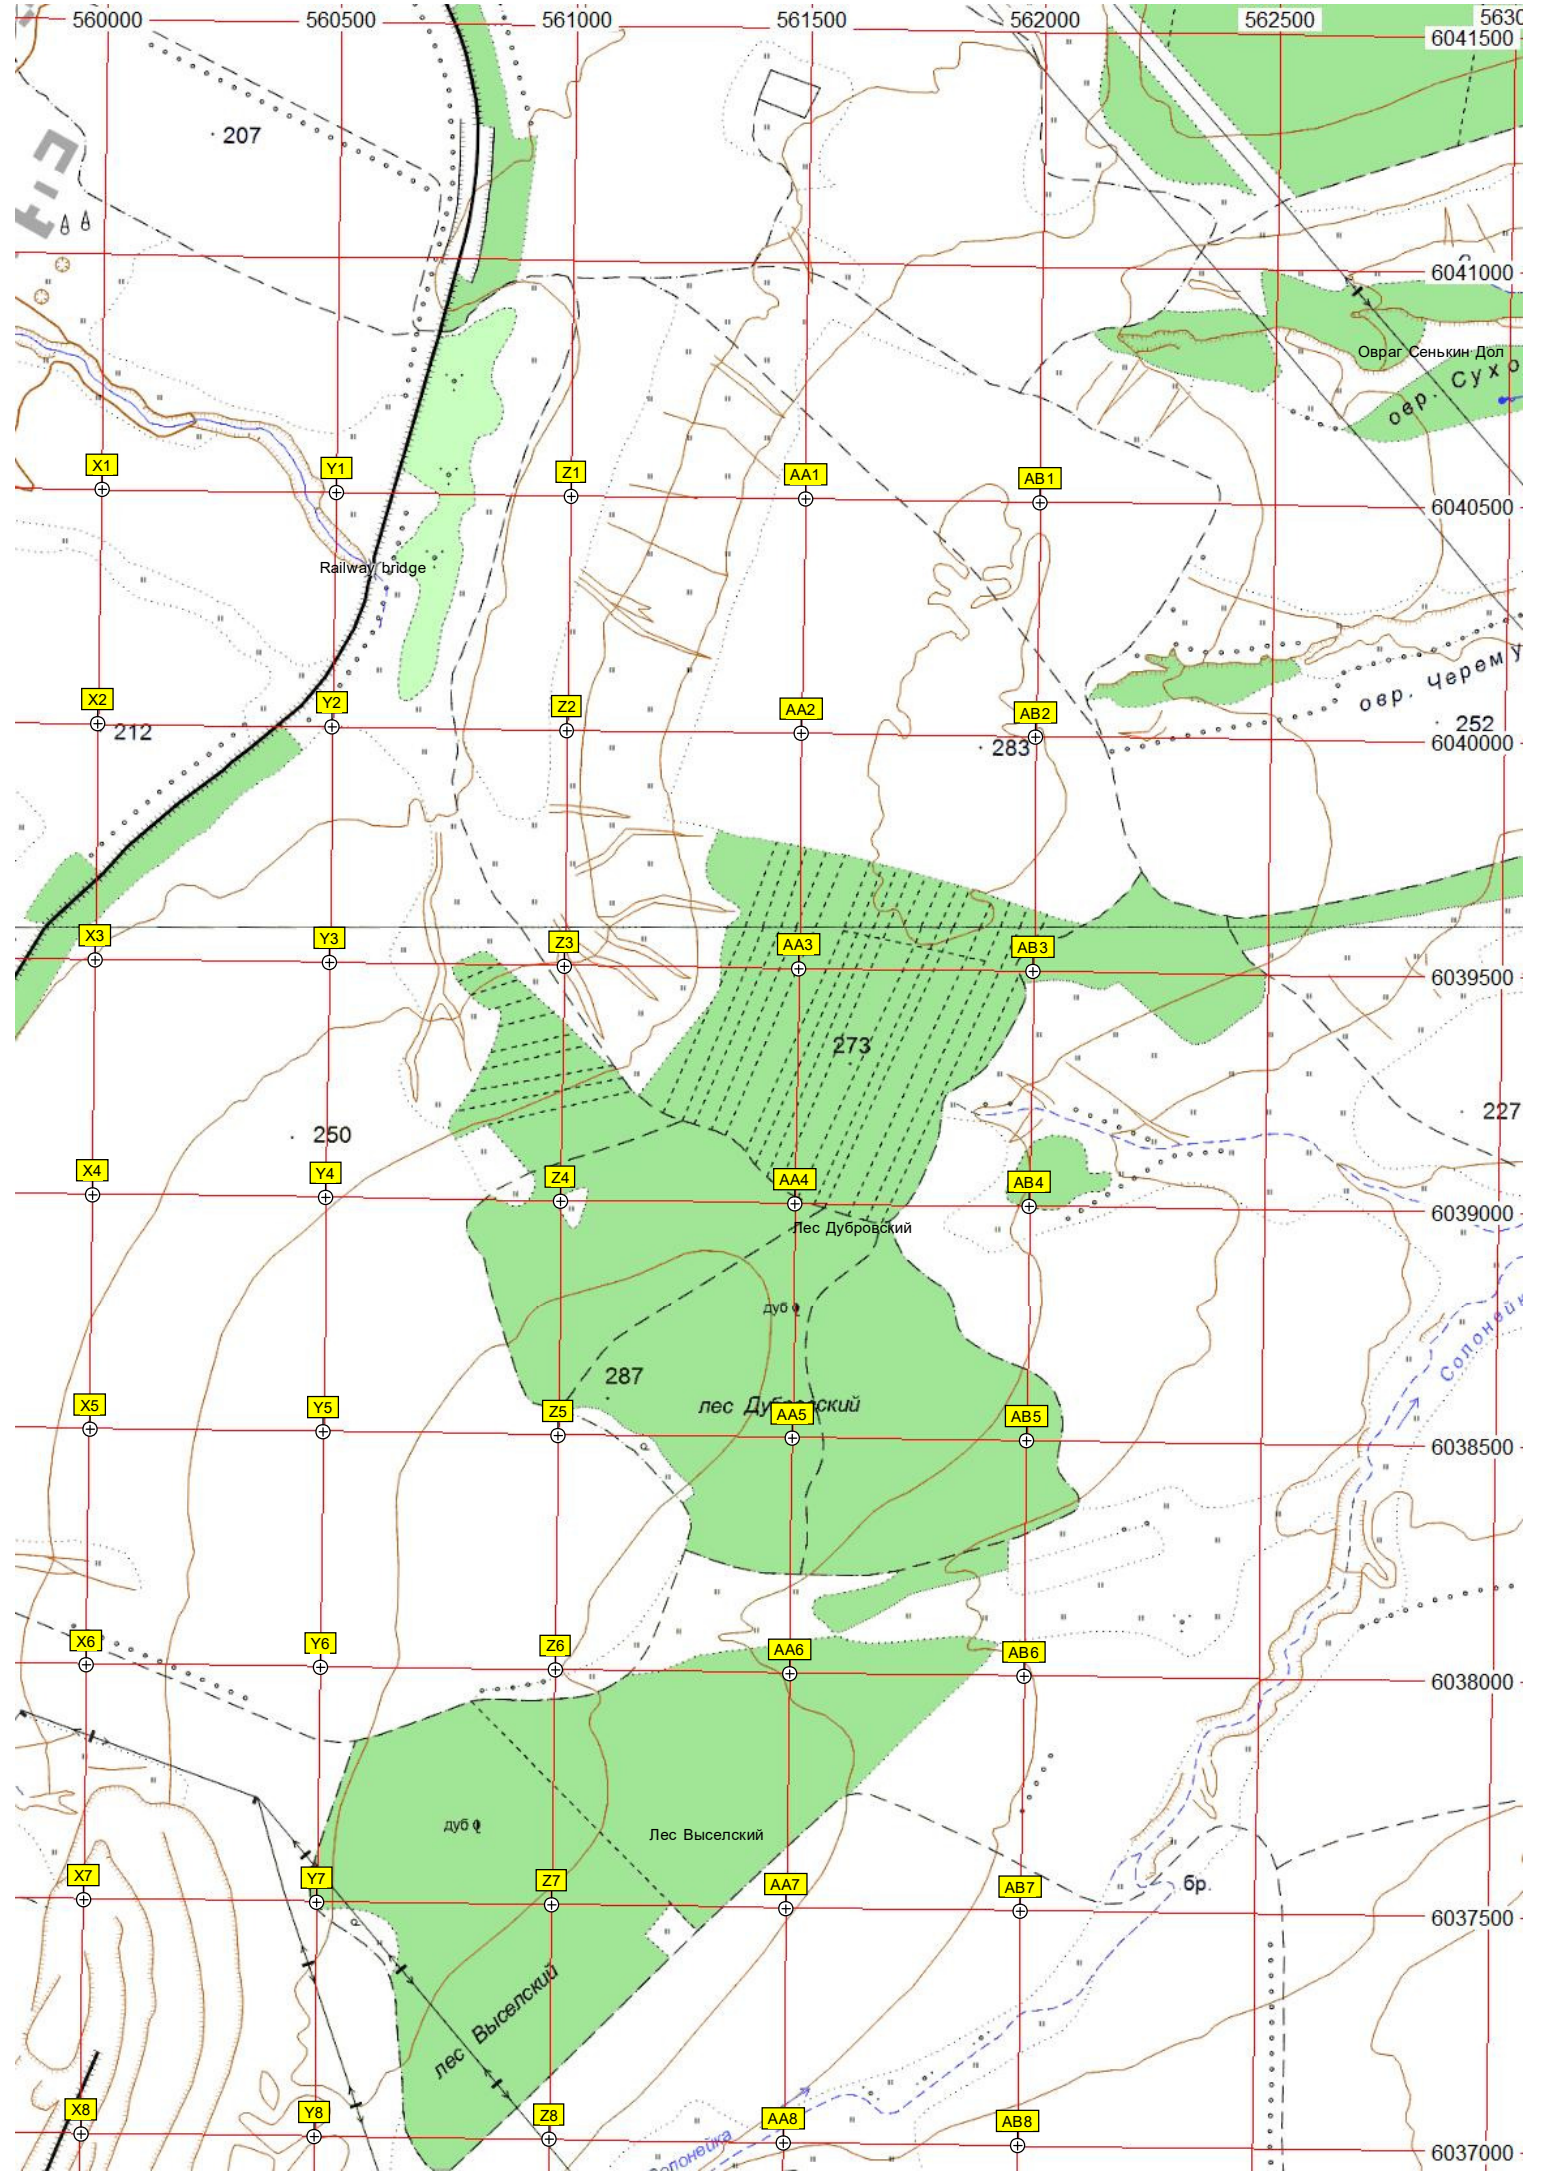 560000 560500 561000 561500 562000 562500 5630
6041500
207
6041000
Овраг Сенькин Дол
овр. Сухо
X1 Y1 Z1 AA1 AB1
6040500
Railway bridge
овр. Черему
X2 Y2 Z2 AA2 AB2
212
283
252
6040000
X3 Y3 Z3 AA3 AB3
6039500
273
227
250
X4 Y4 Z4 AA4 AB4
6039000
Лес Дубровский
дуб
Солонейк
287
лес Дубровский
X5 Y5 Z5 AA5 AB5
6038500
X6 Y6 Z6 AA6 AB6
6038000
дуб
Лес Выселский
X7 Y7 Z7 AA7 AB7
бр.
6037500
лес Выселский
X8 Y8 Z8 AA8 AB8
Солонейка
6037000